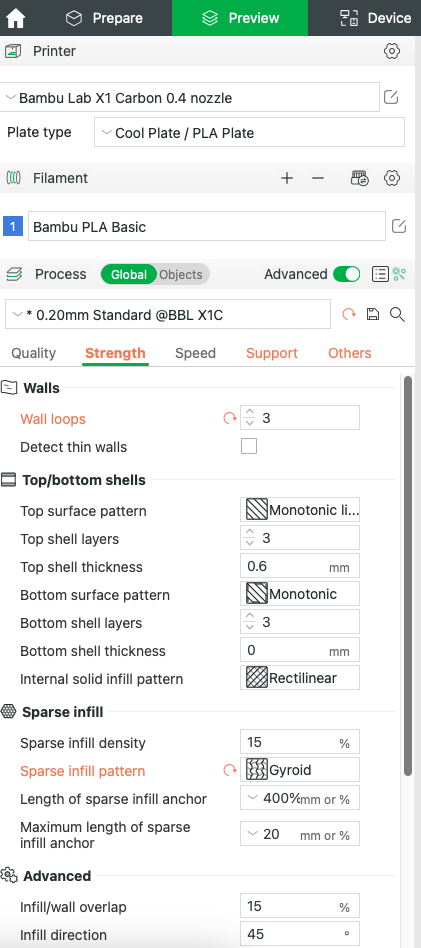 Prepare Preview Device
Printer
Bambu Lab X1 Carbon 0.4 nozzle
Plate type Cool Plate / PLA Plate
Filament
1 Bambu PLA Basic
Process Global Objects Advanced
* 0.20mm Standard @BBL X1C
Quality Strength Speed Support Others
Walls
Wall loops 3
Detect thin walls
Top/bottom shells
Top surface pattern Monotonic li...
Top shell layers 3
Top shell thickness 0.6 mm
Bottom surface pattern Monotonic
Bottom shell layers 3
Bottom shell thickness 0 mm
Internal solid infill pattern Rectilinear
Sparse infill
Sparse infill density 15 %
Sparse infill pattern Gyroid
Length of sparse infill anchor 400% mm or %
Maximum length of sparse
infill anchor 20 mm or %
Advanced
Infill/wall overlap 15 %
Infill direction 45 °